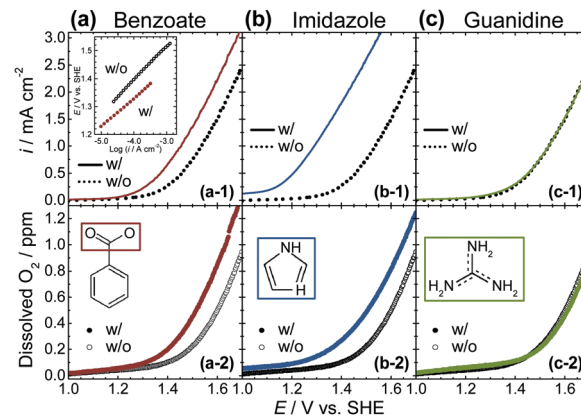 (a) Benzoate
(b) Imidazole
(c) Guanidine
3.0
2.5
2.0
1.5
1.0
0.5
0.0
i / mA cm-2
1.5
1.4
1.3
1.2
E / V vs. SHE
w/o
w/
-5.0 -4.0 -3.0
Log (i / A cm-2)
w/
w/o
(a-1)
w/
w/o
(b-1)
w/
w/o
(c-1)
1.2
1.0
0.8
0.6
0.4
0.2
0.0
Dissolved O2 / ppm
O O
w/
w/o
(a-2)
NH
H
w/
w/o
(b-2)
NH2
H2N NH2
w/
w/o
(c-2)
1.0 1.2 1.4 1.6 1.0 1.2 1.4 1.6 1.0 1.2 1.4 1.6
E / V vs. SHE